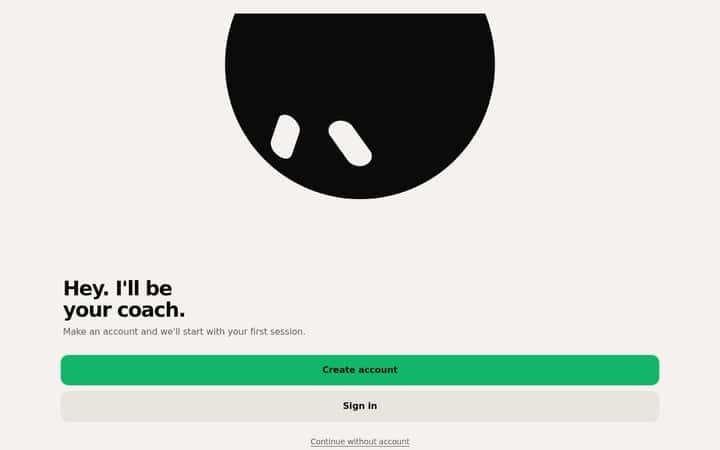 Hey. I'll be
your coach.
Make an account and we'll start with your first session.
Create account
Sign in
Continue without account